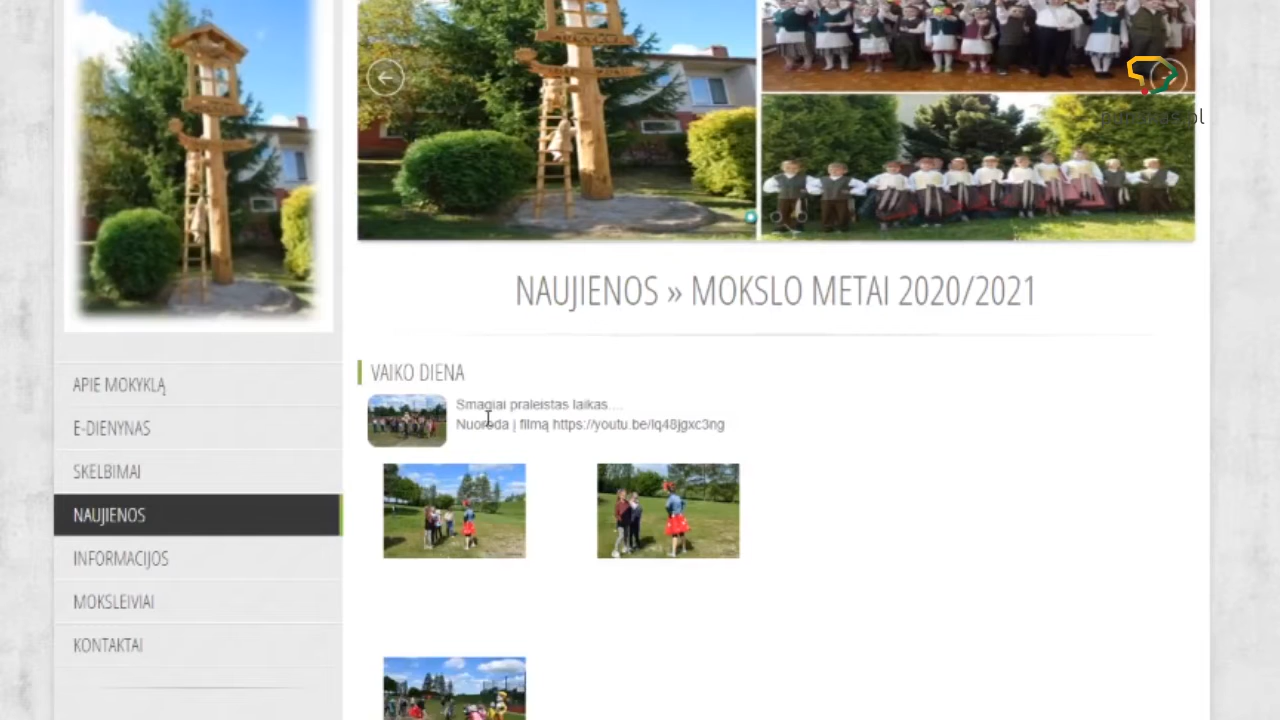 NAUJIENOS » MOKSLO METAI 2020/2021
VAIKO DIENA
Smagiai praleistas laikas....
Nuoroda į filmą https://youtu.be/lq48jgxc3ng
APIE MOKYKLĄ
E-DIENYNAS
SKELBIMAI
NAUJIENOS
INFORMACIJOS
MOKSLEIVIAI
KONTAKTAI